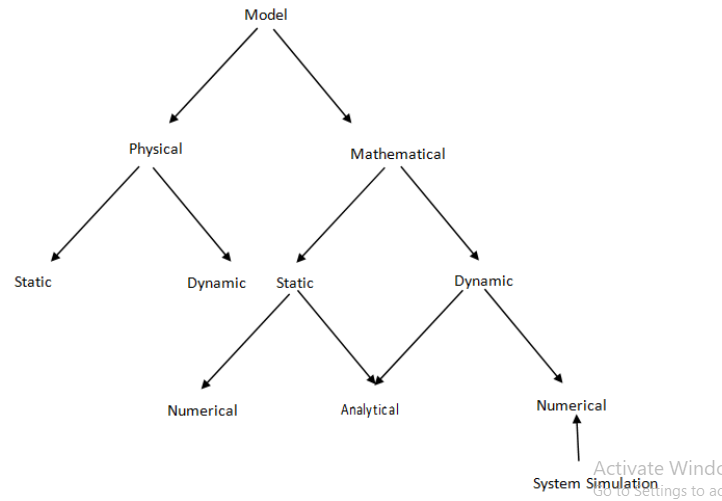 Model
Physical
Mathematical
Static
Dynamic
Static
Dynamic
Numerical
Analytical
Numerical
Activate Windo
System Simulation
Go to Settings to ac